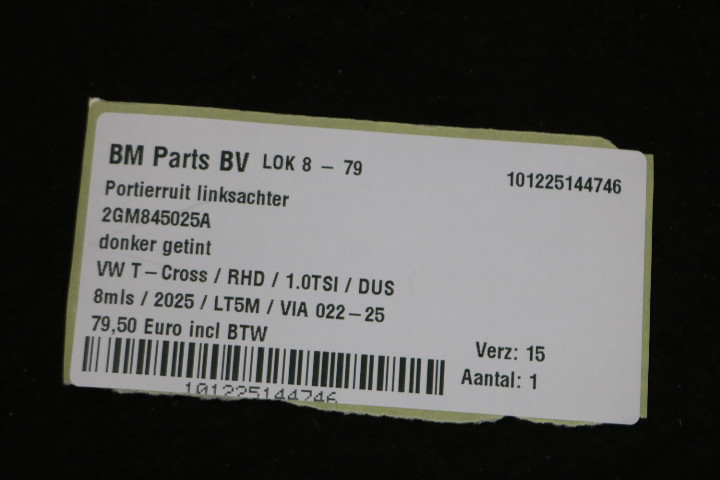 BM Parts BV LOK 8 - 79
101225144746
Portierruit linksachter
2GM845025A
donker getint
VW T-Cross / RHD / 1.0TSI / DUS
8mls / 2025 / LT5M / VIA 022-25
79,50 Euro incl BTW
Verz: 15
Aantal: 1
101225144746